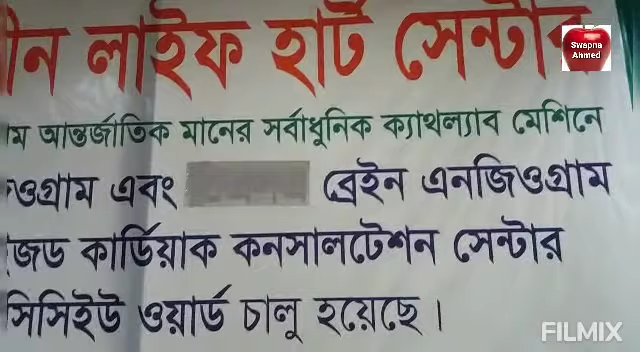 ন লাইফ হার্ট সেন্টার
ম আন্তর্জাতিক মানের সর্বাধুনিক ক্যাথল্যাব মেশিনে
ওগ্রাম এবং ব্রেইন এনজিওগ্রাম
জড কার্ডিয়াক কনসালটেশন সেন্টার
সিসিইউ ওয়ার্ড চালু হয়েছে।
Swapna
Ahmed
FILMIX